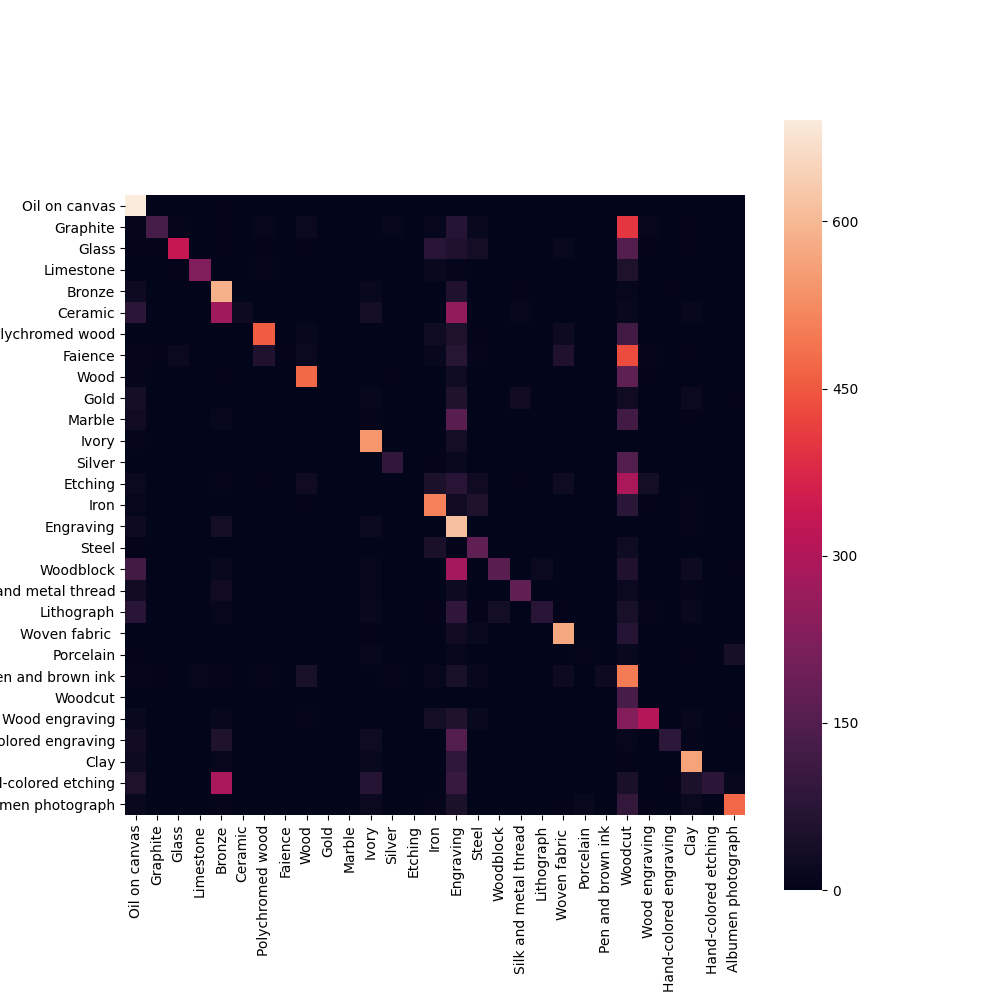 Oil on canvas
Graphite
Glass
Limestone
Bronze
Ceramic
lychromed wood
Faience
Wood
Gold
Marble
Ivory
Silver
Etching
Iron
Engraving
Steel
Woodblock
and metal thread
Lithograph
Woven fabric
Porcelain
en and brown ink
Woodcut
Wood engraving
olored engraving
Clay
l-colored etching
men photograph
Oil on canvas
Graphite
Glass
Limestone
Bronze
Ceramic
Polychromed wood
Faience
Wood
Gold
Marble
Ivory
Silver
Etching
Iron
Engraving
Steel
Woodblock
Silk and metal thread
Lithograph
Woven fabric
Porcelain
Pen and brown ink
Woodcut
Wood engraving
Hand-colored engraving
Clay
Hand-colored etching
Albumen photograph
600
450
300
150
0